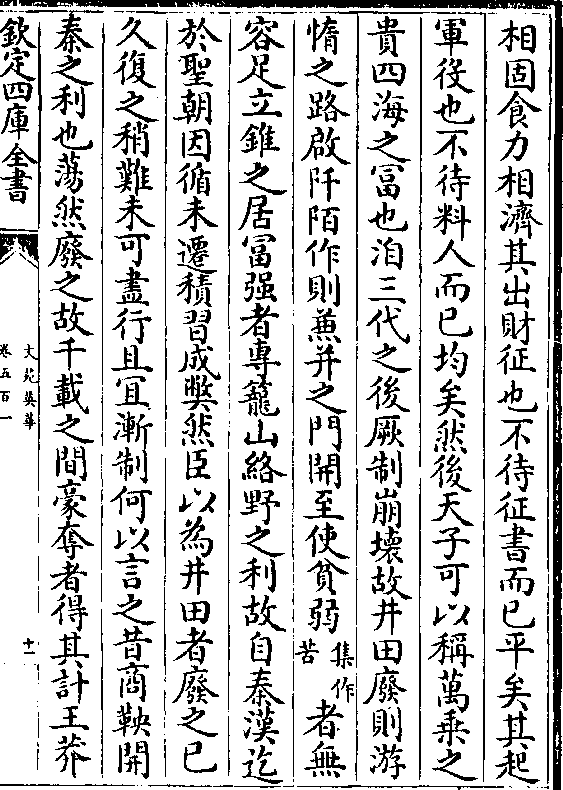 相固食力相濟其出財征也不待征書而已平矣其起
軍役也不待料人而已均矣然後天子可以稱萬乗之
貴四海之冨也洎三代之後厥制崩壊故井田廢則游
惰之路啟阡陌作則兼并之門開至使貧弱集作苦者無
容足立錐之居冨强者專籠山絡野之利故自秦漢迄
於聖朝因循未遷積習成弊然臣以為井田者廢之已
久復之稍難未可盡行且冝漸制何以言之昔商鞅開
秦之利也蕩然廢之故千載之間豪奪者得其計王莽
欽定四庫全書
文苑英華
卷五百一
十一